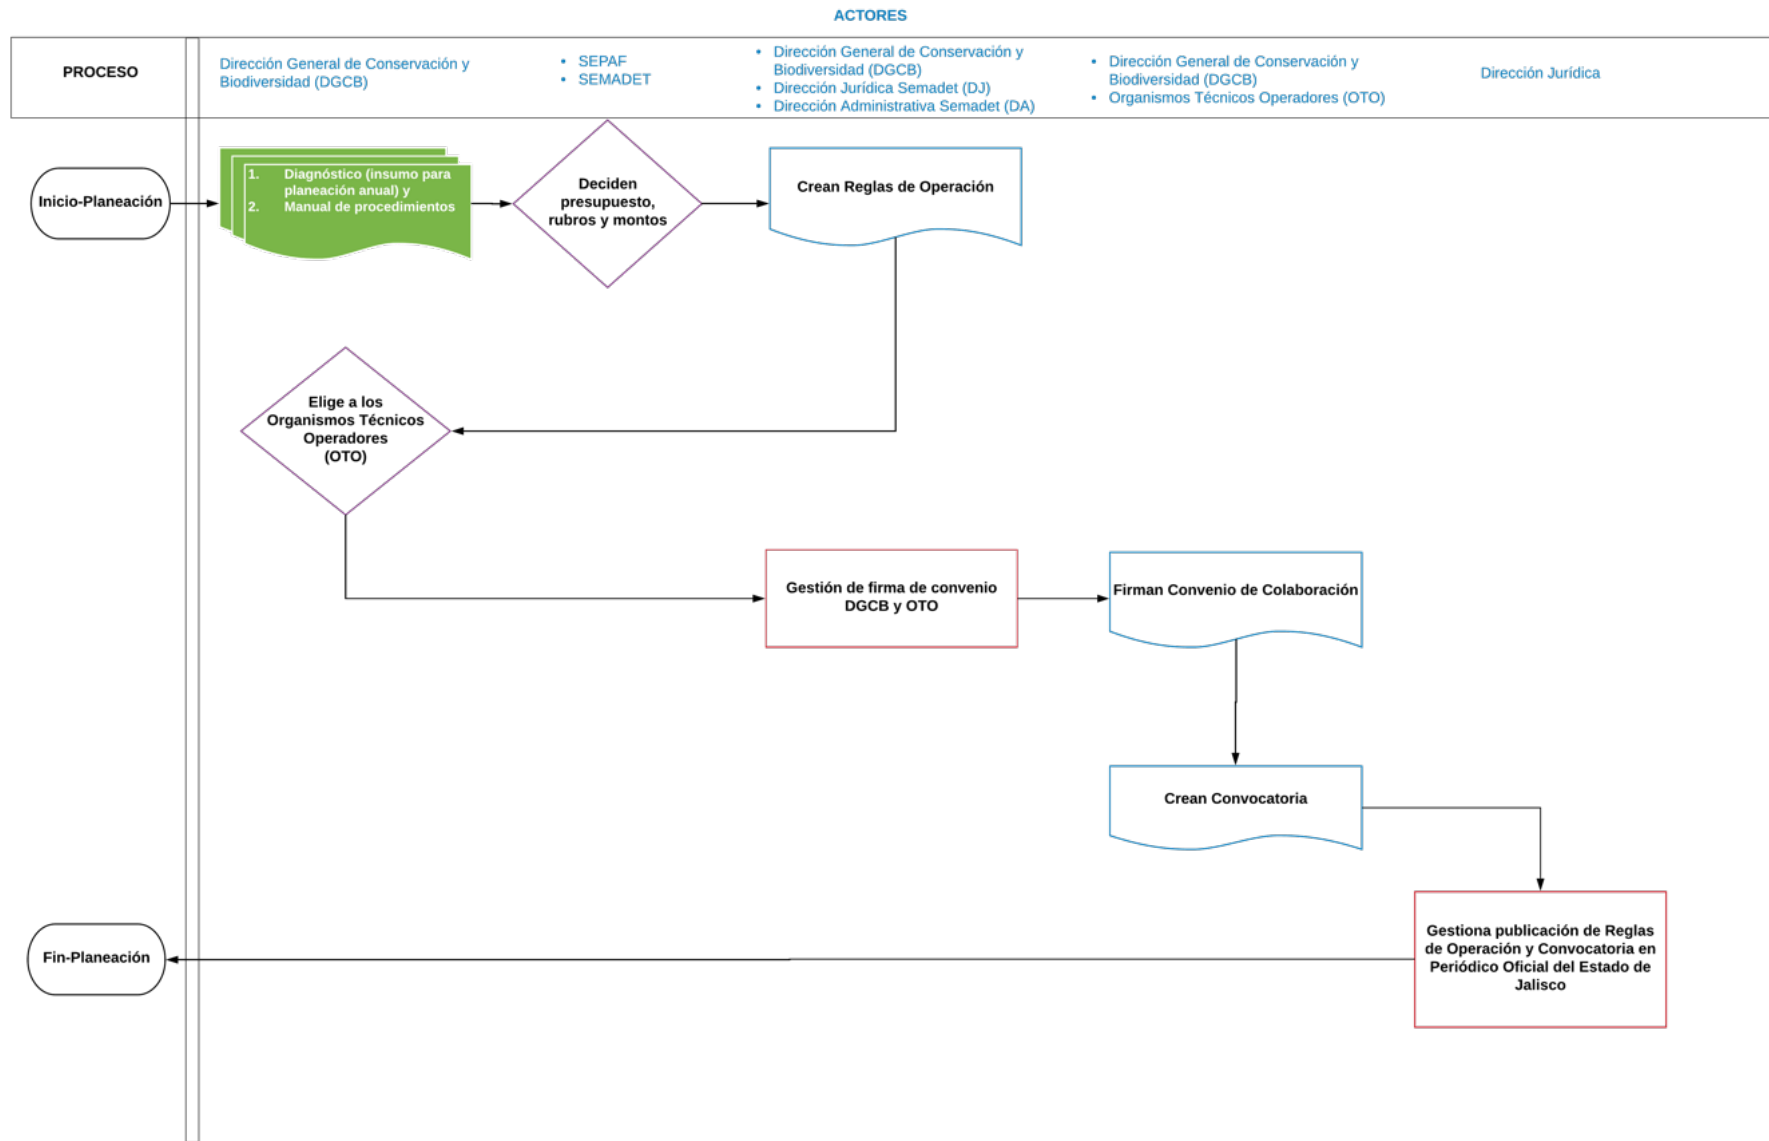 ACTORES
PROCESO
Dirección General de Conservación y
Biodiversidad (DGCB)
• SEPAF
• SEMADET
• Dirección General de Conservación y
Biodiversidad (DGCB)
• Dirección Jurídica Semadet (DJ)
• Dirección Administrativa Semadet (DA)
• Dirección General de Conservación y
Biodiversidad (DGCB)
• Organismos Técnicos Operadores (OTO)
Dirección Jurídica
Inicio-Planeación
1. Diagnóstico (insumo para
planeación anual) y
2. Manual de procedimientos
Deciden
presupuesto,
rubros y montos
Crean Reglas de Operación
Elige a los
Organismos Técnicos
Operadores
(OTO)
Gestión de firma de convenio
DGCB y OTO
Firman Convenio de Colaboración
Crean Convocatoria
Gestiona publicación de Reglas
de Operación y Convocatoria en
Periódico Oficial del Estado de
Jalisco
Fin-Planeación